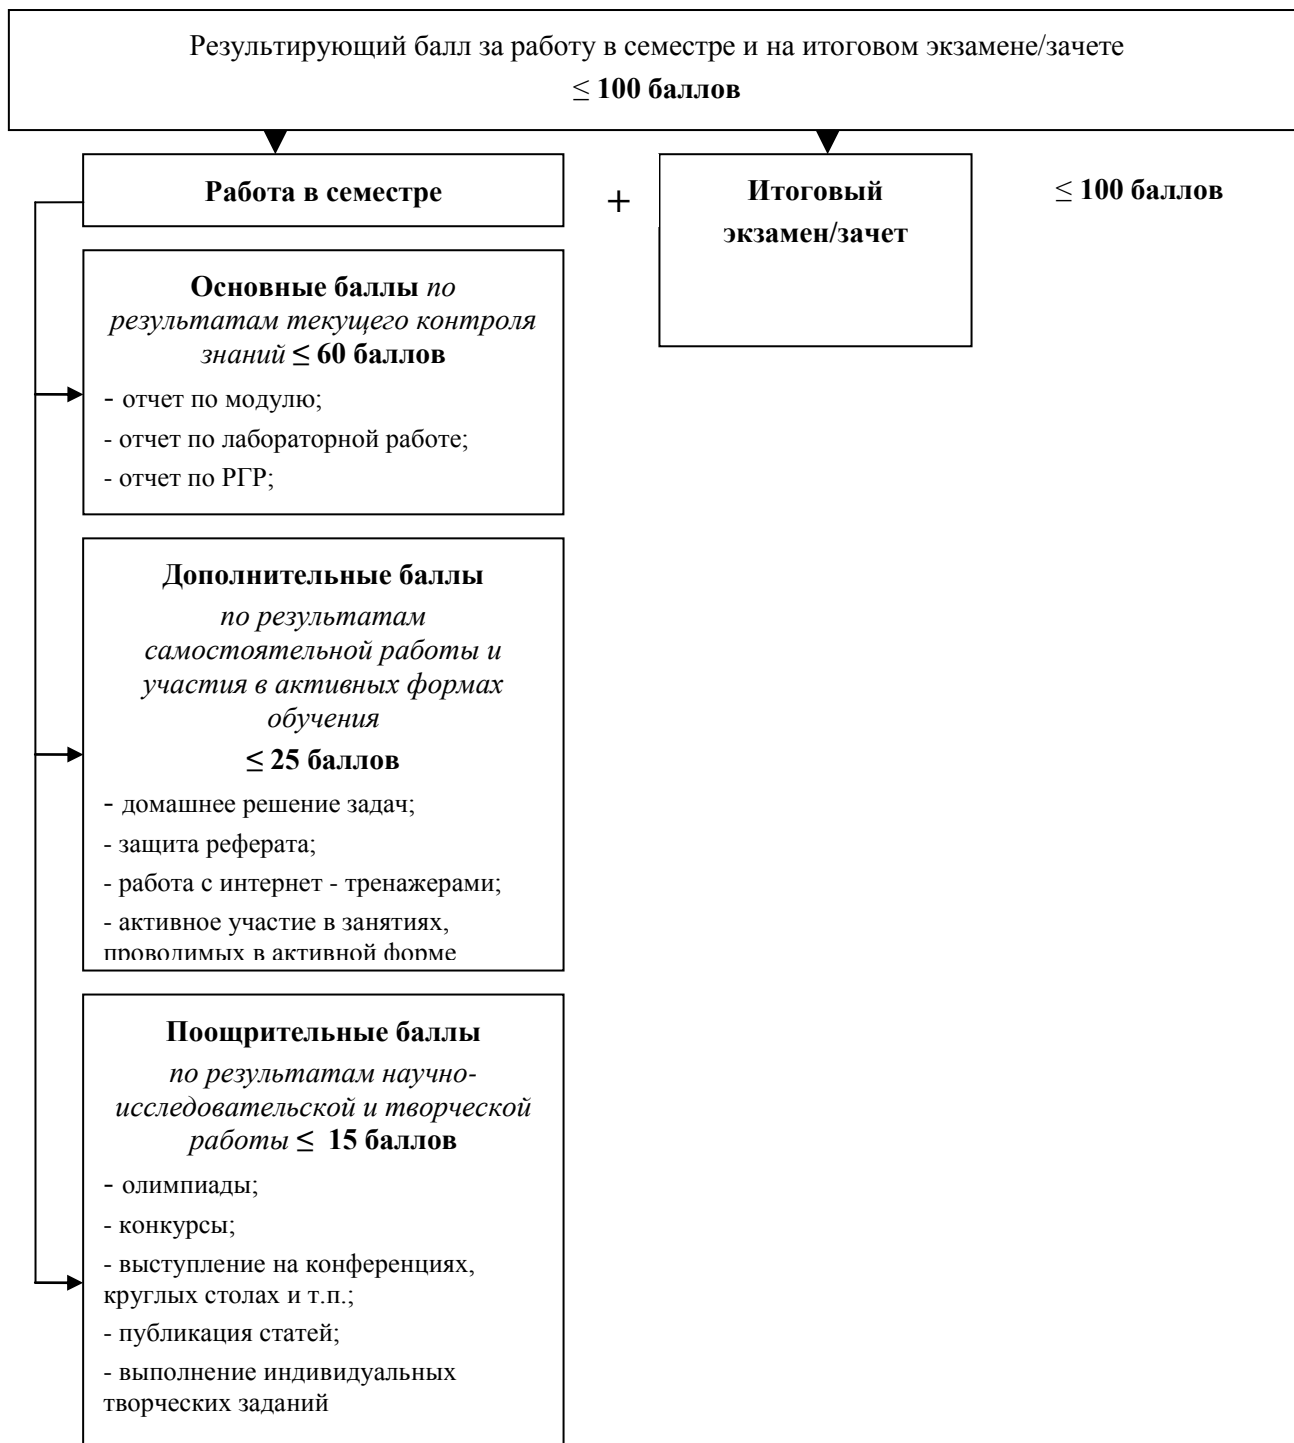 Результирующий балл за работу в семестре и на итоговом экзамене/зачете
≤ 100 баллов
Работа в семестре
+
Итоговый
экзамен/зачет
≤ 100 баллов
Основные баллы по
результатам текущего контроля
знаний ≤ 60 баллов
- отчет по модулю;
- отчет по лабораторной работе;
- отчет по РГР;
Дополнительные баллы
по результатам
самостоятельной работы и
участия в активных формах
обучения
≤ 25 баллов
- домашнее решение задач;
- защита реферата;
- работа с интернет - тренажерами;
- активное участие в занятиях,
проводимых в активной форме
Поощрительные баллы
по результатам научно-
исследовательской и творческой
работы ≤ 15 баллов
- олимпиады;
- конкурсы;
- выступление на конференциях,
круглых столах и т.п.;
- публикация статей;
- выполнение индивидуальных
творческих заданий